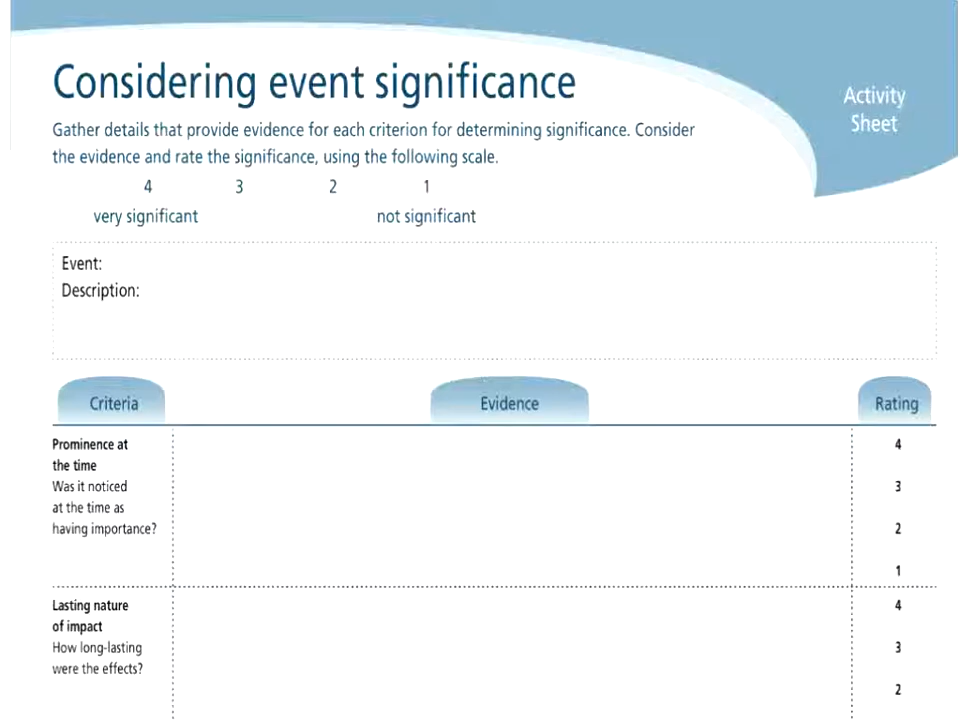 Considering event significance
Activity
Sheet
Gather details that provide evidence for each criterion for determining significance. Consider
the evidence and rate the significance, using the following scale.
4 3 2 1
very significant not significant
Event:
Description:
Criteria Evidence Rating
Prominence at
the time
Was it noticed
at the time as
having importance?
4
3
2
1
Lasting nature
of impact
How long-lasting
were the effects?
4
3
2